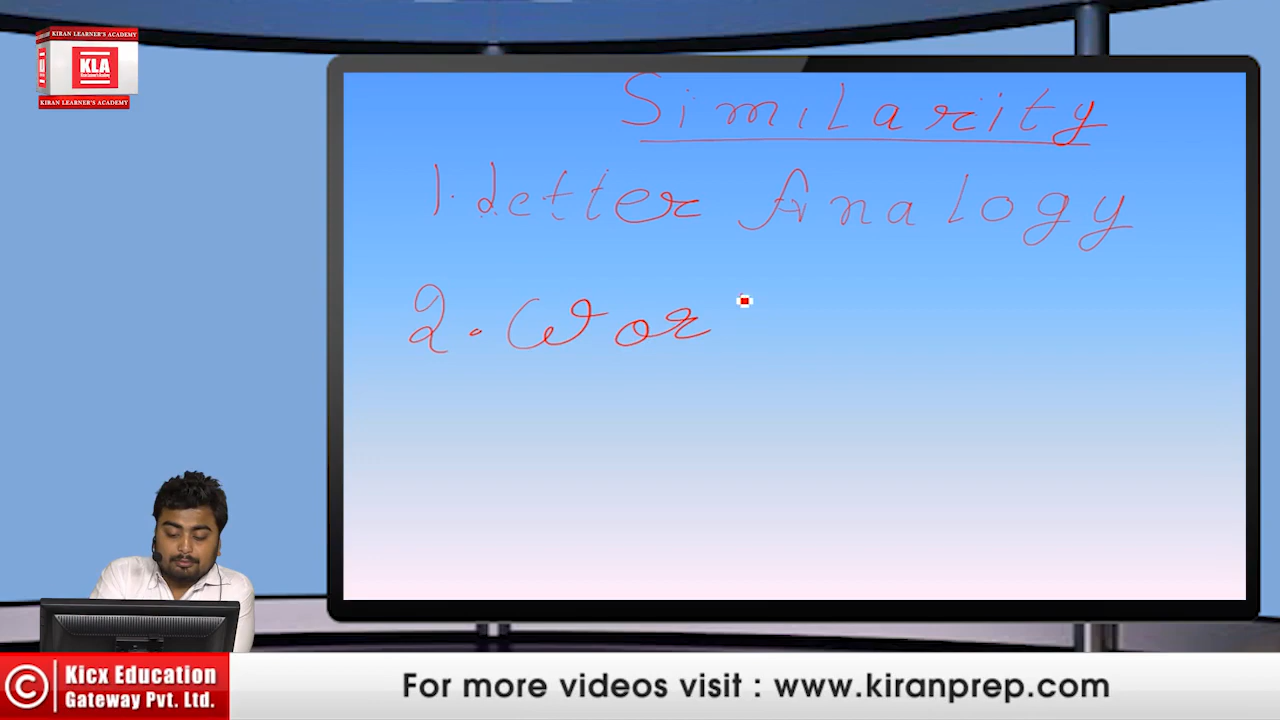 KIRAN LEARNER'S ACADEMY
KLA
KIRAN LEARNER'S ACADEMY
Similarity
1. Letter Analogy
2. Wor
© Kicx Education
Gateway Pvt. Ltd.
For more videos visit : www.kiranprep.com